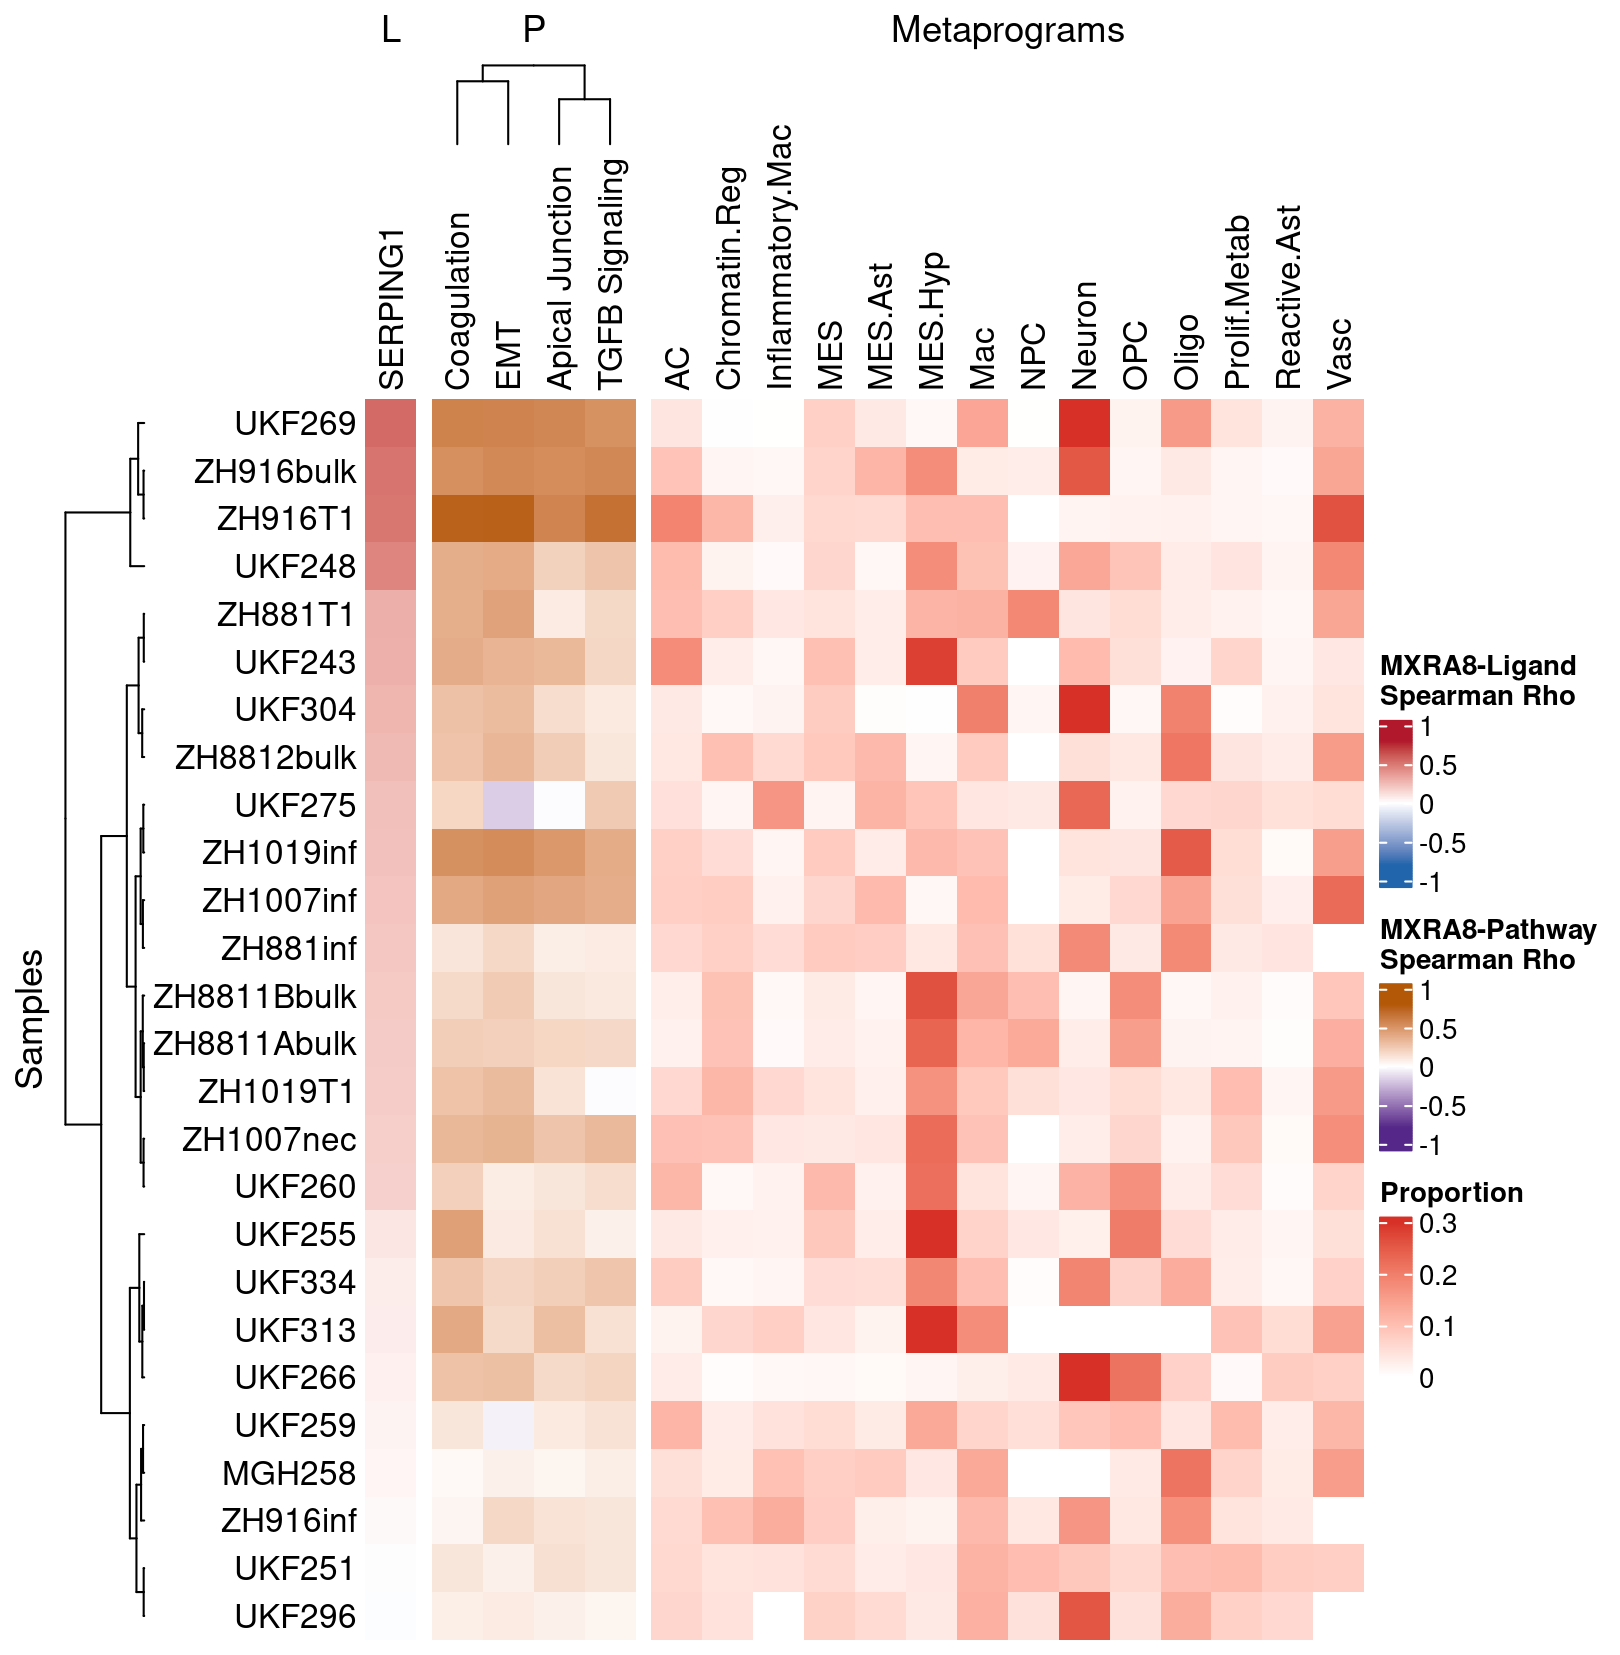 L P Metaprograms
SERPING1
Coagulation
EMT
Apical Junction
TGFB Signaling
AC
Chromatin.Reg
Inflammatory.Mac
MES
MES.Ast
MES.Hyp
Mac
NPC
Neuron
OPC
Oligo
Prolif.Metab
Reactive.Ast
Vasc
Samples
UKF269
ZH916bulk
ZH916T1
UKF248
ZH881T1
UKF243
UKF304
ZH8812bulk
UKF275
ZH1019inf
ZH1007inf
ZH881inf
ZH8811Bbulk
ZH8811Abulk
ZH1019T1
ZH1007nec
UKF260
UKF255
UKF334
UKF313
UKF266
UKF259
MGH258
ZH916inf
UKF251
UKF296
MXRA8-Ligand
Spearman Rho
1
0.5
0
-0.5
-1
MXRA8-Pathway
Spearman Rho
1
0.5
0
-0.5
-1
Proportion
0.3
0.2
0.1
0